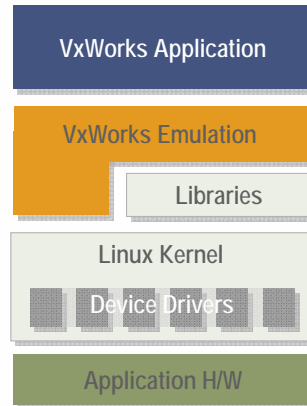 VxWorks Application
VxWorks Emulation
Libraries
Linux Kernel
Device Drivers
Application H/W